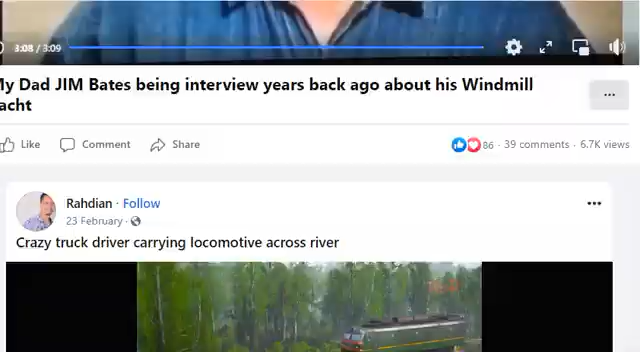 3:08 / 3:09
My Dad JIM Bates being interview years back ago about his Windmill
acht
Like Comment Share 86 · 39 comments · 6.7K views
Rahdian · Follow
23 February ·
Crazy truck driver carrying locomotive across river